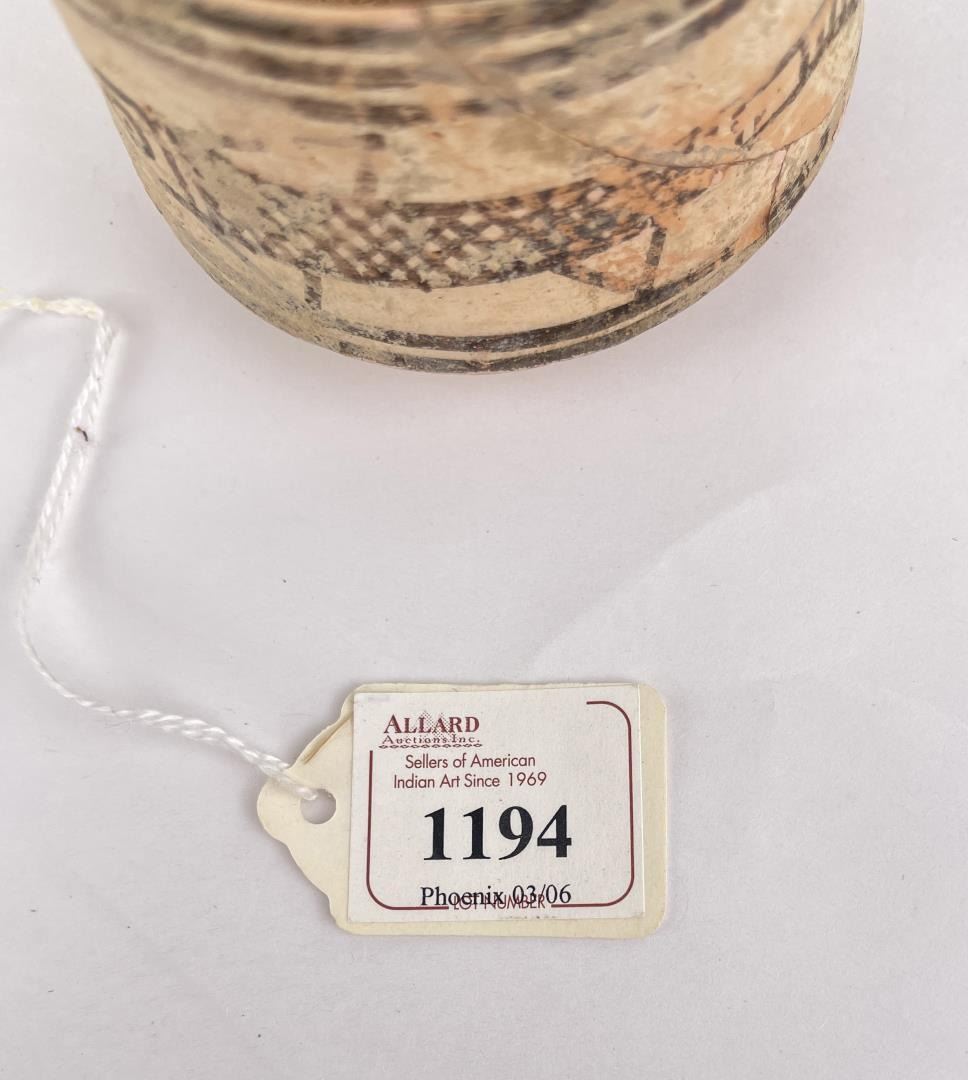 ALLARD
Auctions Inc.
Sellers of American
Indian Art Since 1969
1194
Phoenix 03/06
LOT NUMBER